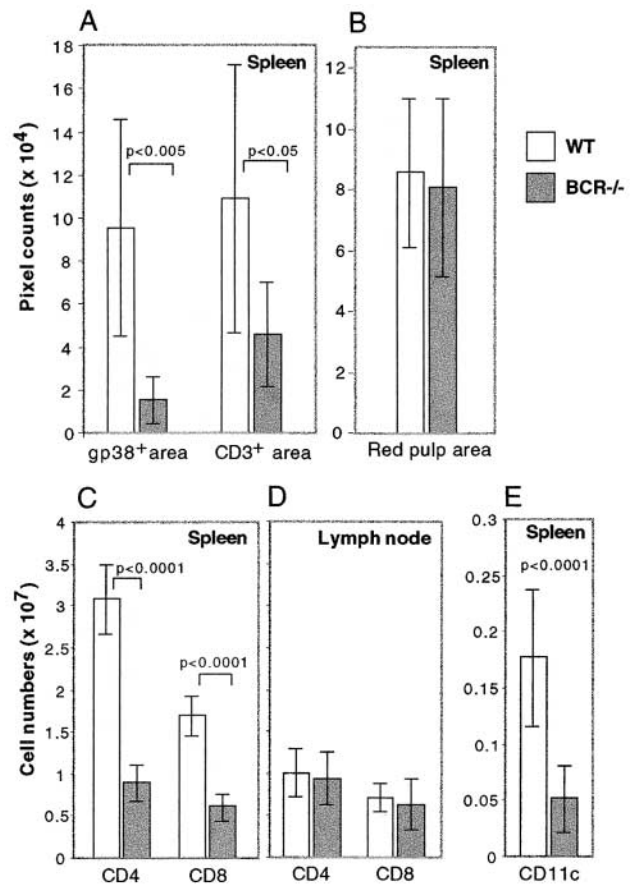 A
Spleen
18
16
14
12
10
8
6
4
2
0
Pixel counts (x 10⁴)
p<0.005
p<0.05
gp38⁺area
CD3⁺ area
B
Spleen
12
10
8
6
4
2
0
Red pulp area
WT
BCR-/-
C
Spleen
4
3.5
3
2.5
2
1.5
1
0.5
0
Cell numbers (x 10⁷)
p<0.0001
p<0.0001
CD4
CD8
D
Lymph node
CD4
CD8
E
Spleen
0.3
0.25
0.2
0.15
0.1
0.05
0
p<0.0001
CD11c